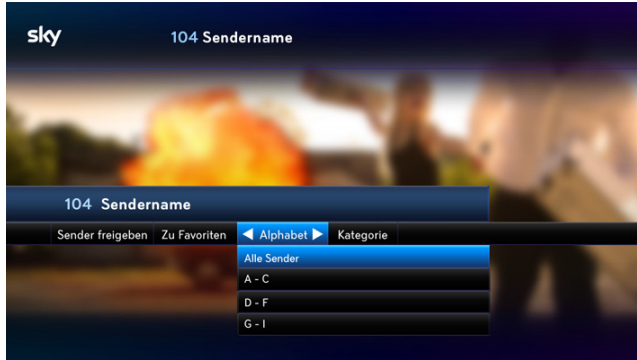 sky 104 Sendername
104 Sendername
Sender freigeben Zu Favoriten Alphabet Kategorie
Alle Sender
A - C
D - F
G - I